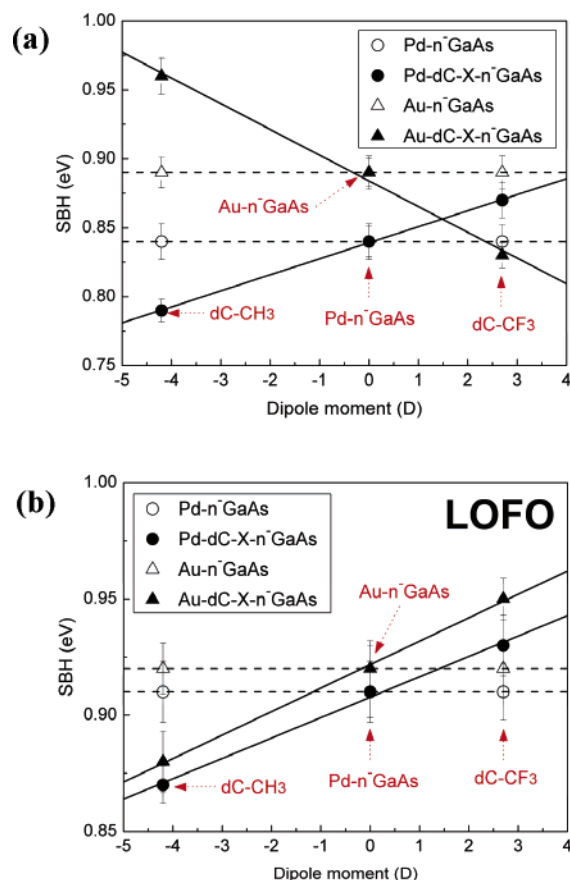 (a)
1.00
0.95
0.90
0.85
0.80
0.75
SBH (eV)
Pd-n⁻GaAs
Pd-dC-X-n⁻GaAs
Au-n⁻GaAs
Au-dC-X-n⁻GaAs
Au-n⁻GaAs
dC-CH3
Pd-n⁻GaAs
dC-CF3
-5 -4 -3 -2 -1 0 1 2 3 4
Dipole moment (D)
(b)
1.00
0.95
0.90
0.85
SBH (eV)
Pd-n⁻GaAs
Pd-dC-X-n⁻GaAs
Au-n⁻GaAs
Au-dC-X-n⁻GaAs
LOFO
Au-n⁻GaAs
dC-CH3
Pd-n⁻GaAs
dC-CF3
-5 -4 -3 -2 -1 0 1 2 3 4
Dipole moment (D)